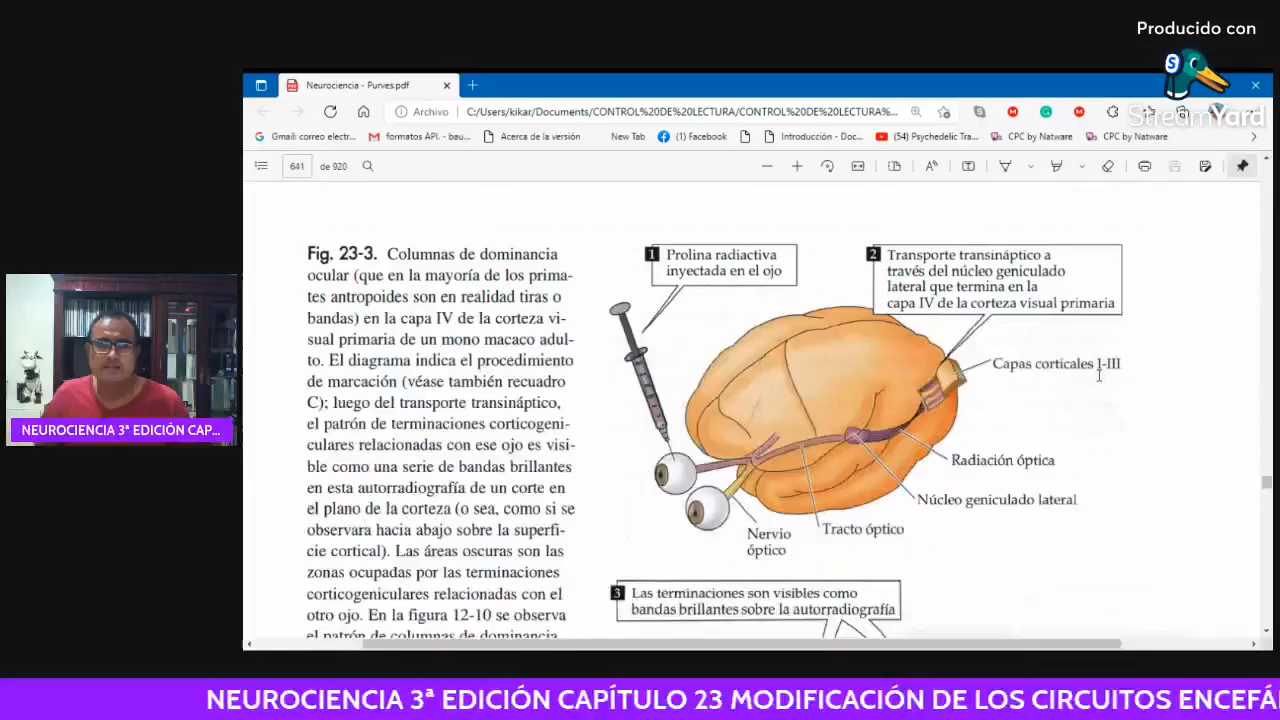 Producido con
StreamYard
Neurociencia - Purves.pdf
Archivo
C:/Users/kikar/Documents/CONTROL%20DE%20LECTURA/CONTROL%20DE%20LECTURA%...
Gmail: correo electr...
formatos API. - bau...
Acerca de la versión
New Tab
(1) Facebook
Introducción - Doc...
(54) Psychedelic Tra...
CPC by Natware
CPC by Natware
641
de 920
Fig. 23-3. Columnas de dominancia
ocular (que en la mayoría de los prima-
tes antropoides son en realidad tiras o
bandas) en la capa IV de la corteza vi-
sual primaria de un mono macaco adul-
to. El diagrama indica el procedimiento
de marcación (véase también recuadro
C); luego del transporte transináptico,
el patrón de terminaciones corticogeni-
culares relacionadas con ese ojo es visi-
ble como una serie de bandas brillantes
en esta autorradiografía de un corte en
el plano de la corteza (o sea, como si se
observara hacia abajo sobre la superfi-
cie cortical). Las áreas oscuras son las
zonas ocupadas por las terminaciones
corticogeniculares relacionadas con el
otro ojo. En la figura 12-10 se observa
el patrón de columnas de dominancia
1 Prolina radiactiva
inyectada en el ojo
2 Transporte transináptico a
través del núcleo geniculado
lateral que termina en la
capa IV de la corteza visual primaria
Capas corticales I-III
Radiación óptica
Núcleo geniculado lateral
Tracto óptico
Nervio
óptico
3 Las terminaciones son visibles como
bandas brillantes sobre la autorradiografía
NEUROCIENCIA 3ª EDICIÓN CAP...
NEUROCIENCIA 3ª EDICIÓN CAPÍTULO 23 MODIFICACIÓN DE LOS CIRCUITOS ENCEFÁ